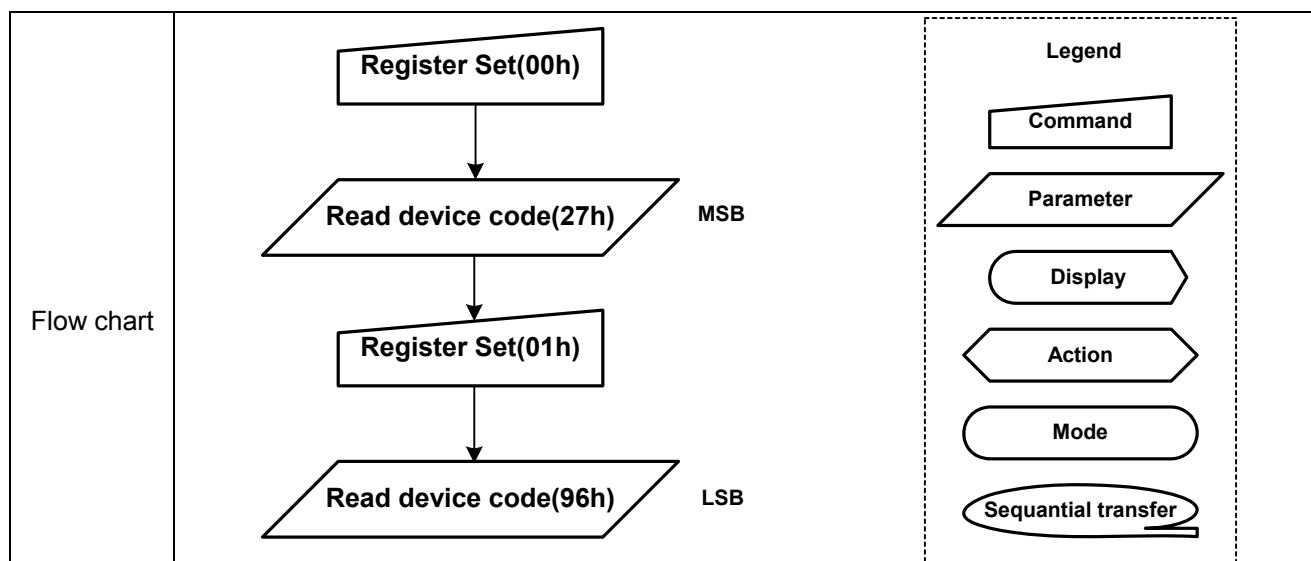 Flow chart
Register Set(00h)
Read device code(27h)
MSB
Register Set(01h)
Read device code(96h)
LSB
Legend
Command
Parameter
Display
Action
Mode
Sequantial transfer